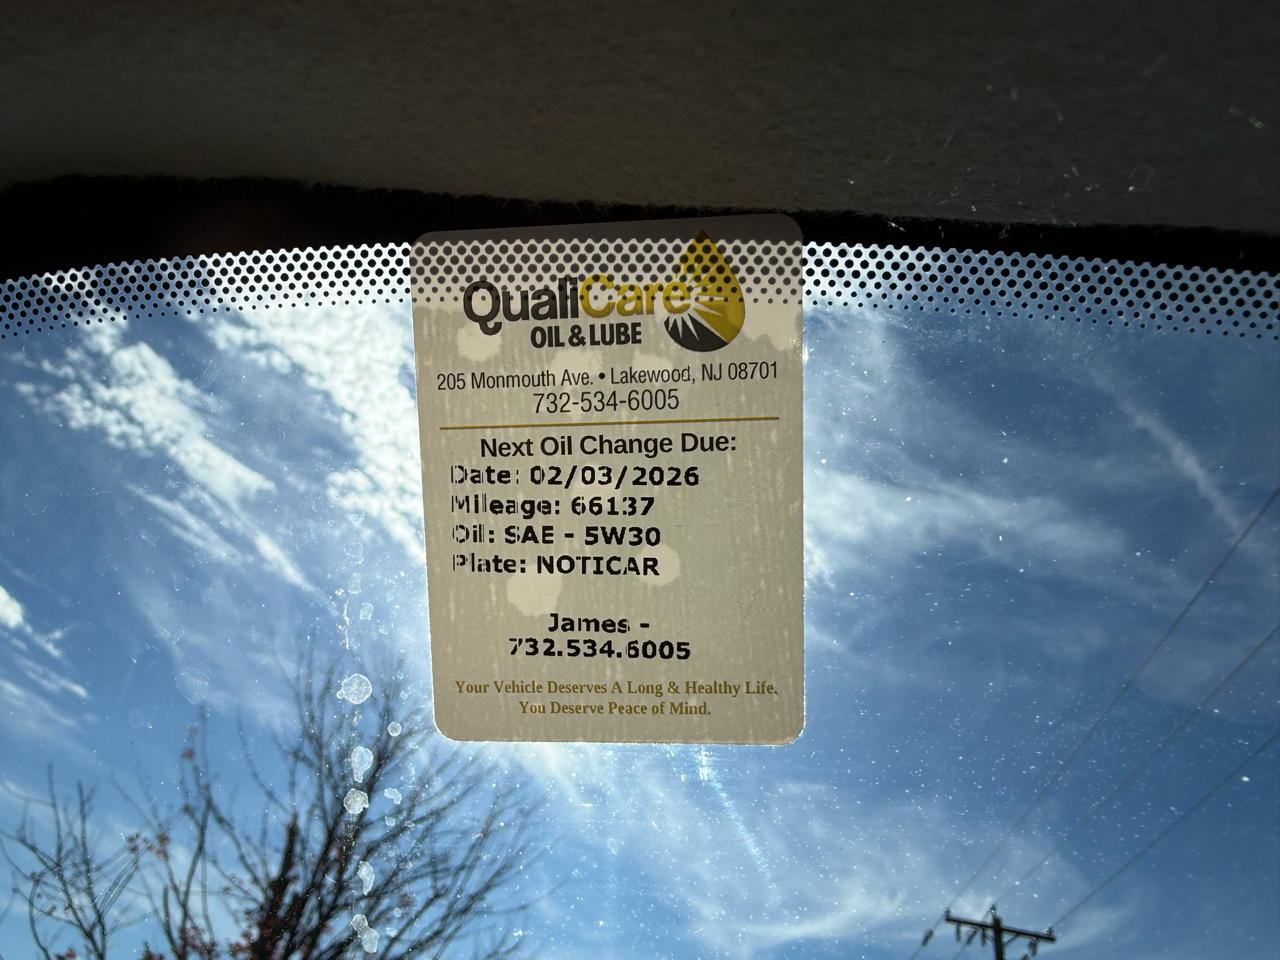 QualiCare
OIL & LUBE
205 Monmouth Ave. • Lakewood, NJ 08701
732-534-6005
Next Oil Change Due:
Date: 02/03/2026
Mileage: 66137
Oil: SAE - 5W30
Plate: NOTICAR
James -
732.534.6005
Your Vehicle Deserves A Long & Healthy Life.
You Deserve Peace of Mind.